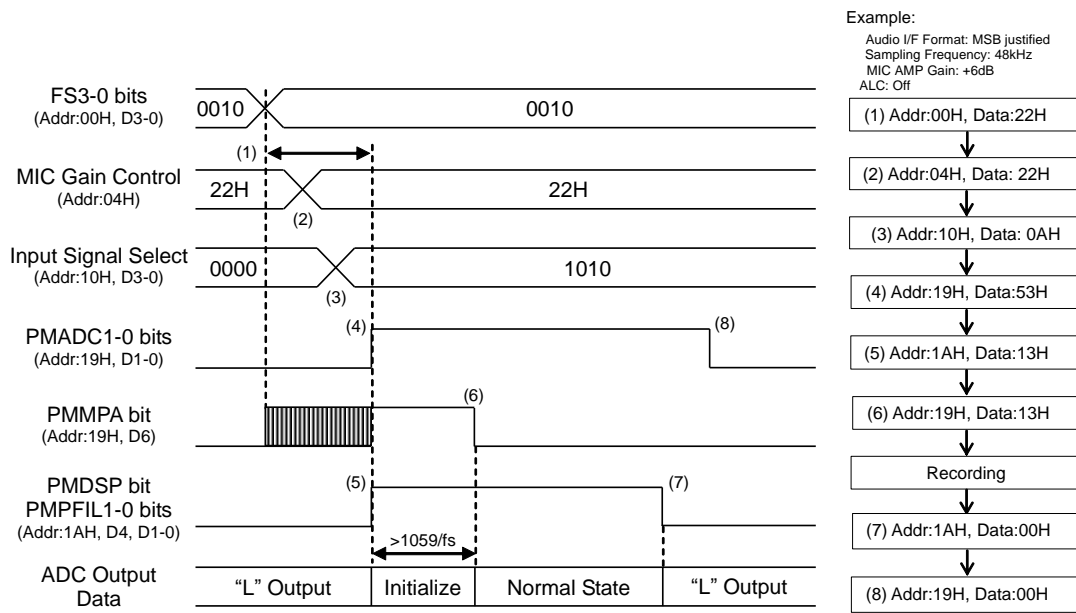 Example:
Audio I/F Format: MSB justified
Sampling Frequency: 48kHz
MIC AMP Gain: +6dB
ALC: Off
FS3-0 bits
(Addr:00H, D3-0)
0010
0010
(1)
MIC Gain Control
(Addr:04H)
22H
22H
(2)
Input Signal Select
(Addr:10H, D3-0)
0000
1010
(3)
PMADC1-0 bits
(Addr:19H, D1-0)
(4)
(8)
PMMPA bit
(Addr:19H, D6)
(6)
PMDSP bit
PMPFIL1-0 bits
(Addr:1AH, D4, D1-0)
(5)
(7)
>1059/fs
ADC Output
Data
“L” Output
Initialize
Normal State
“L” Output
(1) Addr:00H, Data:22H
(2) Addr:04H, Data: 22H
(3) Addr:10H, Data: 0AH
(4) Addr:19H, Data:53H
(5) Addr:1AH, Data:13H
(6) Addr:19H, Data:13H
Recording
(7) Addr:1AH, Data:00H
(8) Addr:19H, Data:00H